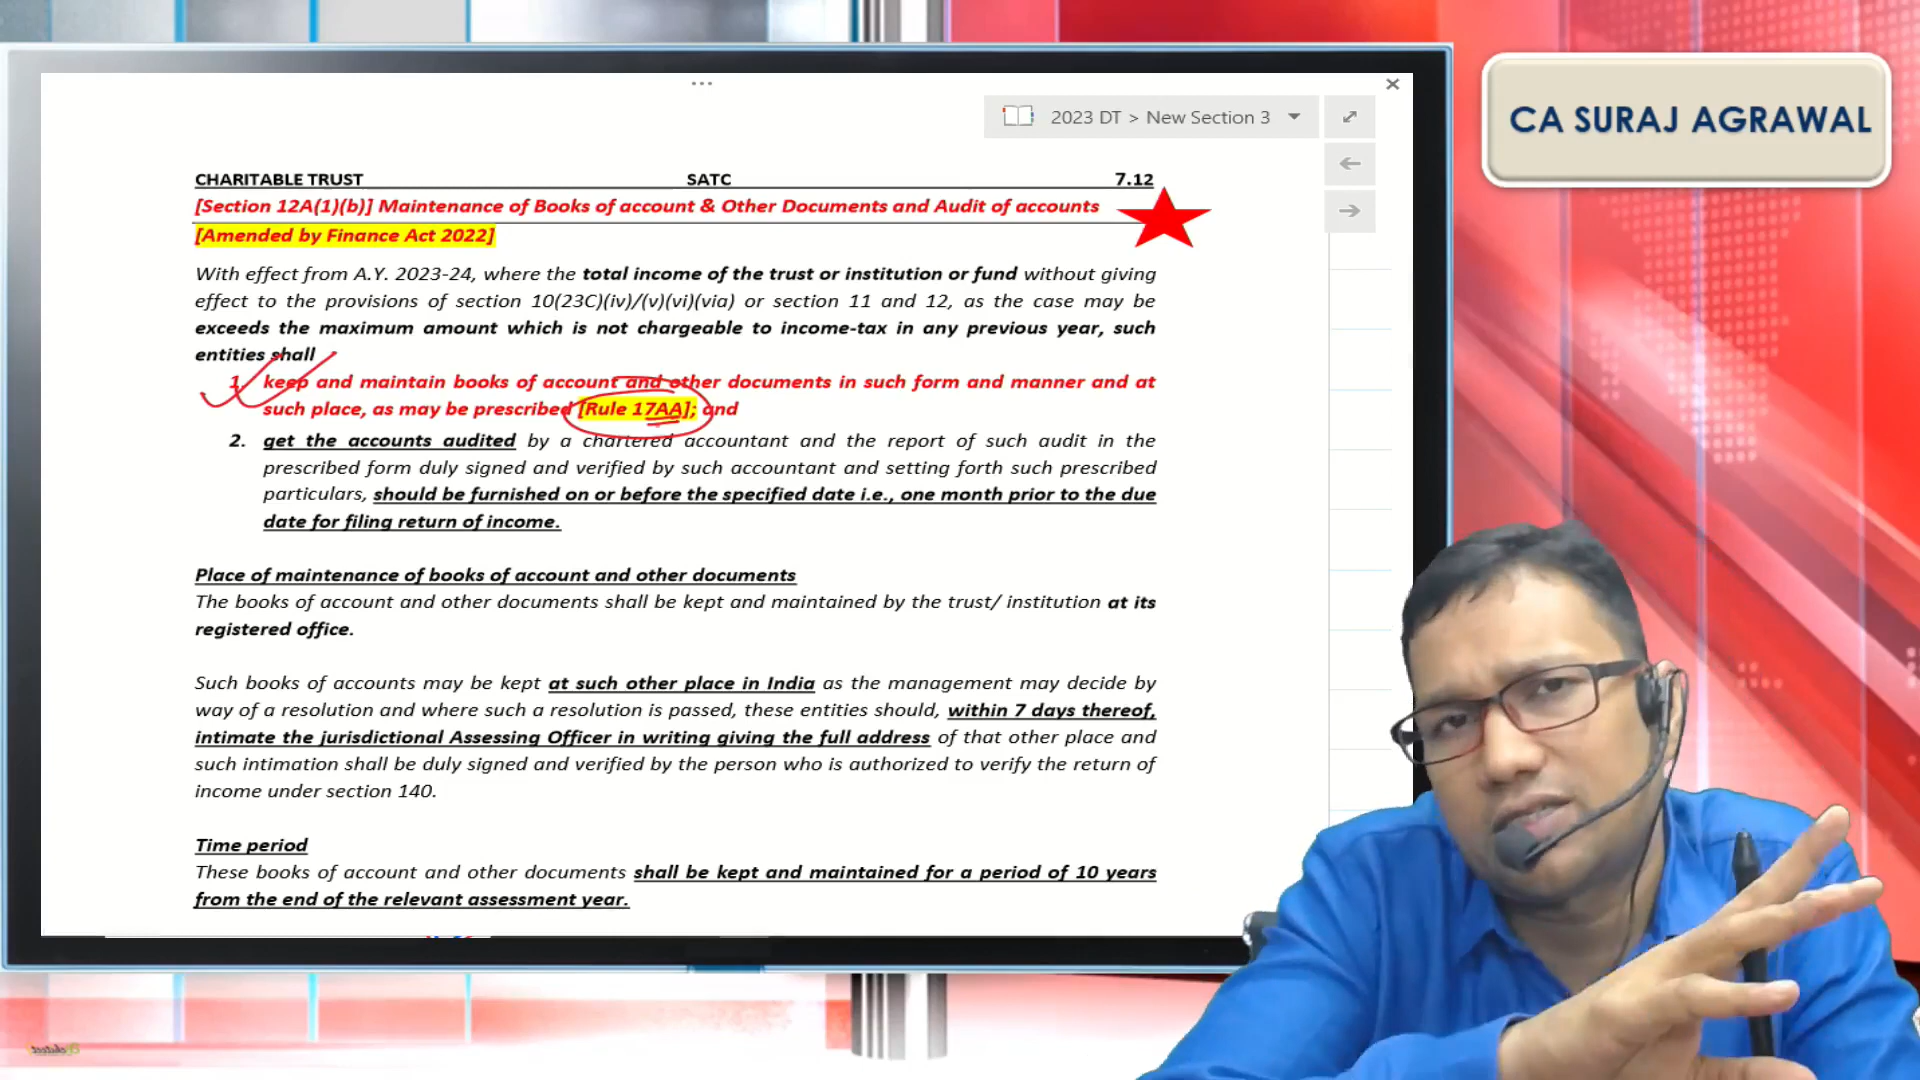 CA SURAJ AGRAWAL
2023 DT > New Section 3
CHARITABLE TRUST SATC 7.12
[Section 12A(1)(b)] Maintenance of Books of account & Other Documents and Audit of accounts
[Amended by Finance Act 2022]
With effect from A.Y. 2023-24, where the total income of the trust or institution or fund without giving
effect to the provisions of section 10(23C)(iv)/(v)(vi)(via) or section 11 and 12, as the case may be
exceeds the maximum amount which is not chargeable to income-tax in any previous year, such
entities shall
1. keep and maintain books of account and other documents in such form and manner and at
such place, as may be prescribed [Rule 17AA]; and
2. get the accounts audited by a chartered accountant and the report of such audit in the
prescribed form duly signed and verified by such accountant and setting forth such prescribed
particulars, should be furnished on or before the specified date i.e., one month prior to the due
date for filing return of income.
Place of maintenance of books of account and other documents
The books of account and other documents shall be kept and maintained by the trust/ institution at its
registered office.
Such books of accounts may be kept at such other place in India as the management may decide by
way of a resolution and where such a resolution is passed, these entities should, within 7 days thereof,
intimate the jurisdictional Assessing Officer in writing giving the full address of that other place and
such intimation shall be duly signed and verified by the person who is authorized to verify the return of
income under section 140.
Time period
These books of account and other documents shall be kept and maintained for a period of 10 years
from the end of the relevant assessment year.